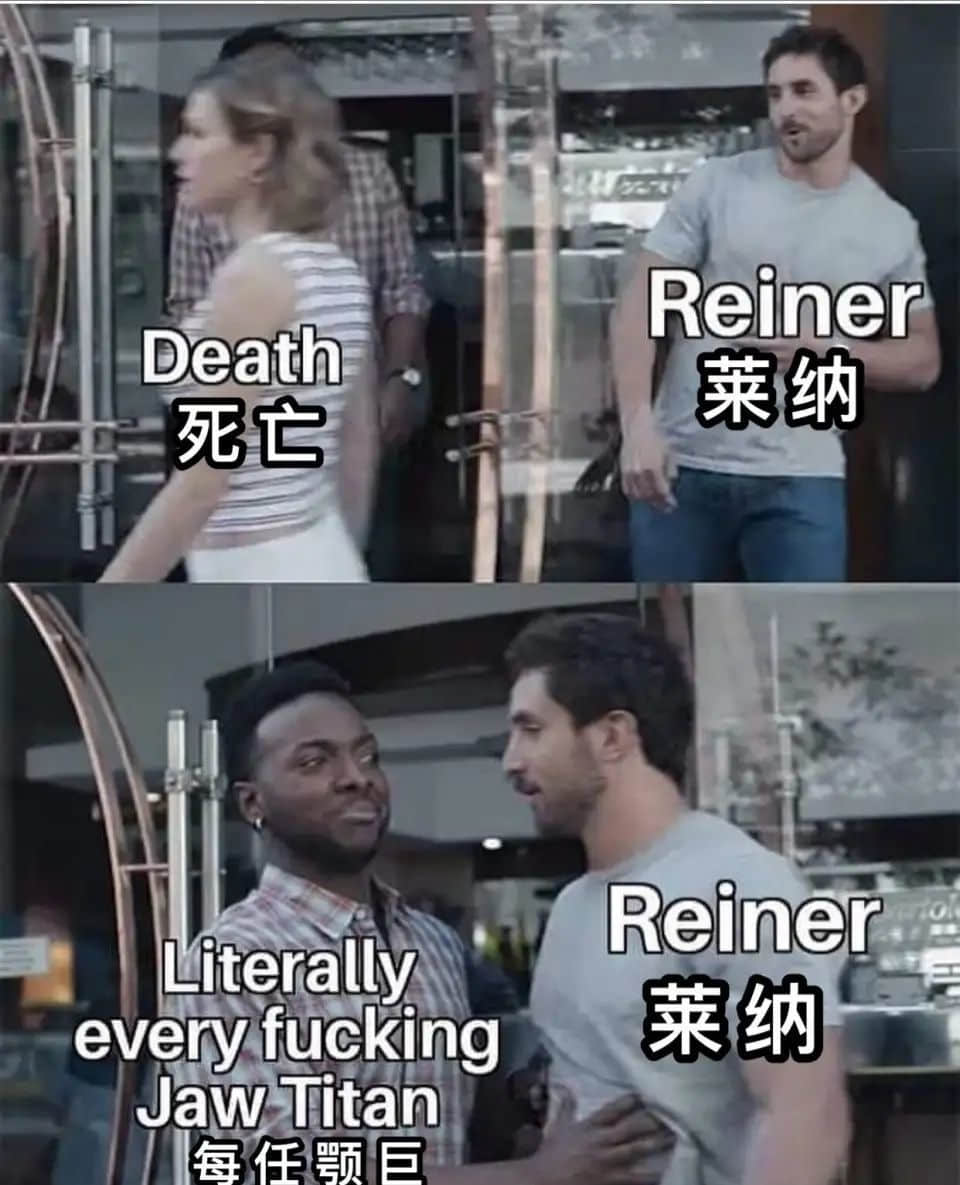 Death
死亡
Reiner
莱纳
Literally
every fucking
Jaw Titan
每任颚巨
Reiner
莱纳